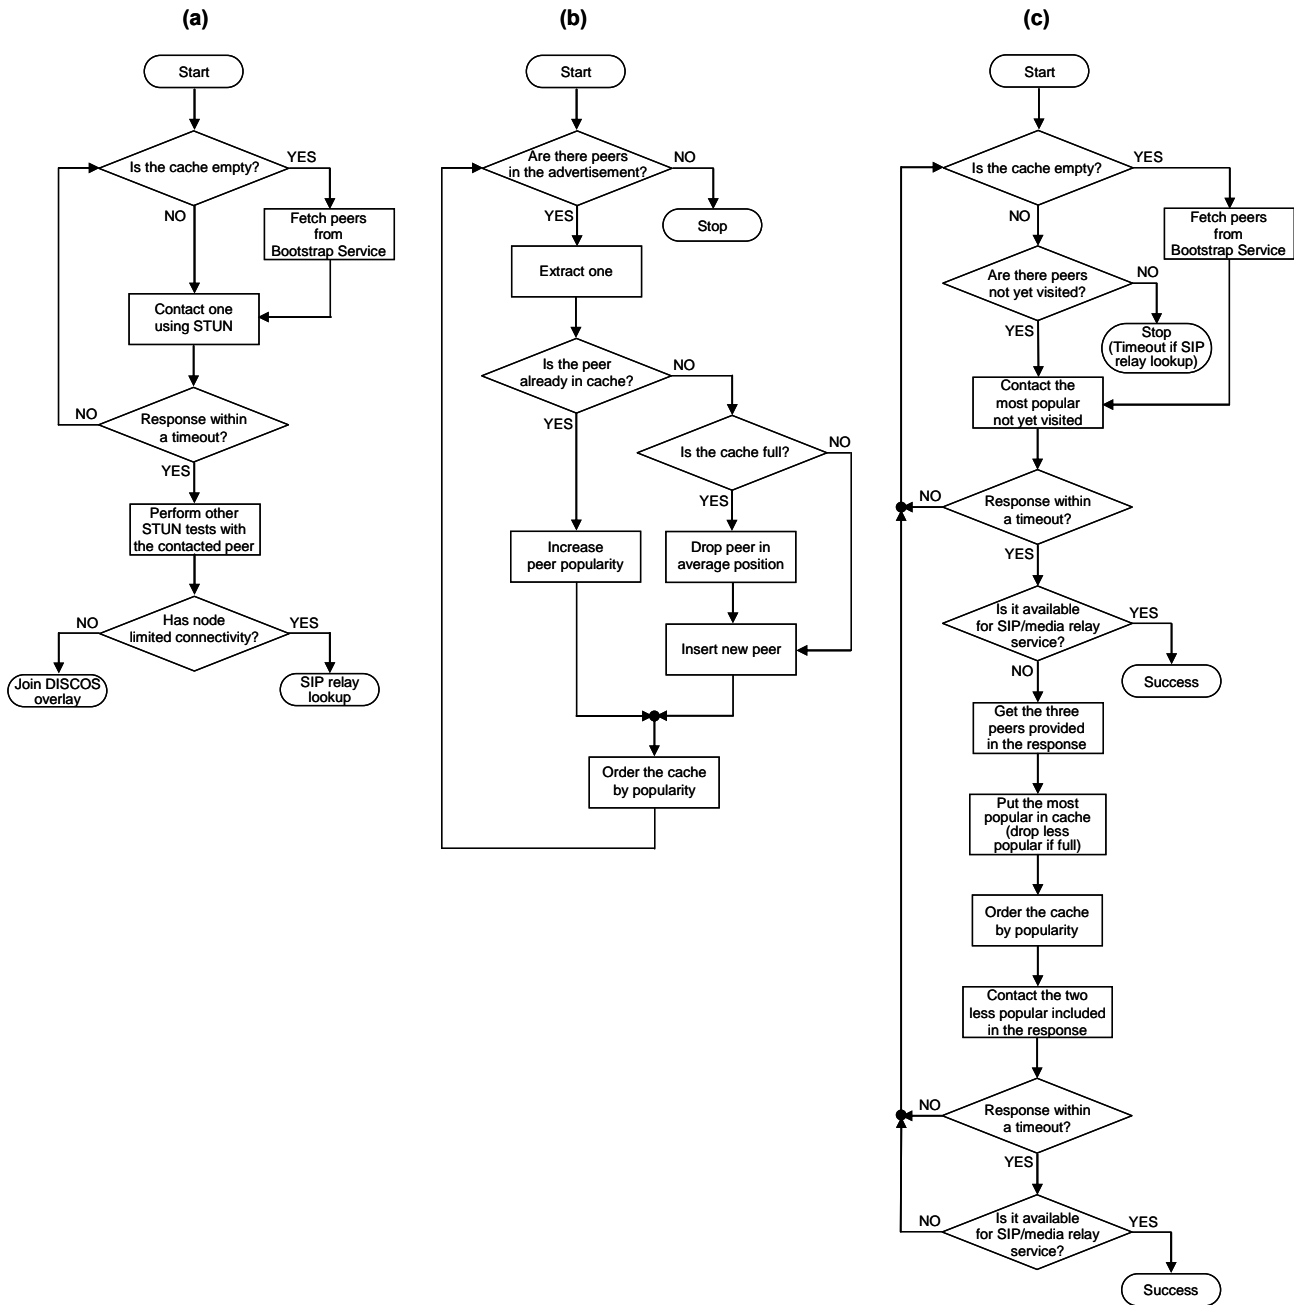 (a)
Start
Is the cache empty?
YES
NO
Fetch peers
from
Bootstrap Service
Contact one
using STUN
NO
Response within
a timeout?
YES
Perform other
STUN tests with
the contacted peer
NO
Has node
limited connectivity?
YES
Join DISCOS
overlay
SIP relay
lookup
(b)
Start
Are there peers
in the advertisement?
NO
YES
Stop
Extract one
Is the peer
already in cache?
NO
YES
Is the cache full?
NO
YES
Increase
peer popularity
Drop peer in
average position
Insert new peer
Order the cache
by popularity
(c)
Start
Is the cache empty?
YES
NO
Fetch peers
from
Bootstrap Service
Are there peers
not yet visited?
NO
YES
Stop
(Timeout if SIP
relay lookup)
Contact the
most popular
not yet visited
NO
Response within
a timeout?
YES
Is it available
for SIP/media relay
service?
YES
NO
Success
Get the three
peers provided
in the response
Put the most
popular in cache
(drop less
popular if full)
Order the cache
by popularity
Contact the two
less popular included
in the response
NO
Response within
a timeout?
YES
NO
Is it available
for SIP/media relay
service?
YES
Success